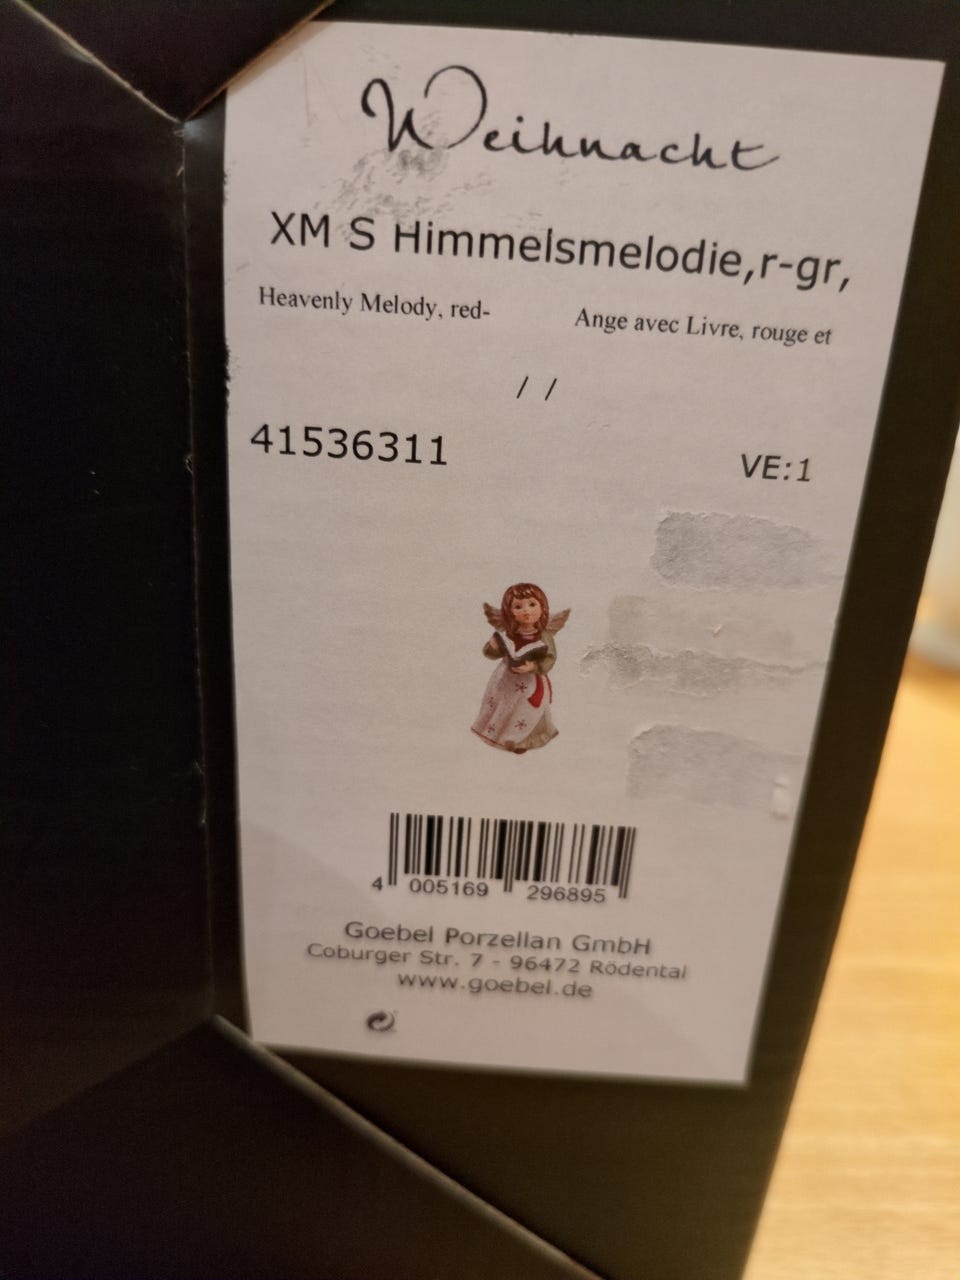 Weihnacht
XM S Himmelsmelodie,r-gr,
Heavenly Melody, red-
Ange avec Livre, rouge et
/ /
41536311
VE:1
4 005169 296895
Goebel Porzellan GmbH
Coburger Str. 7 - 96472 Rödental
www.goebel.de